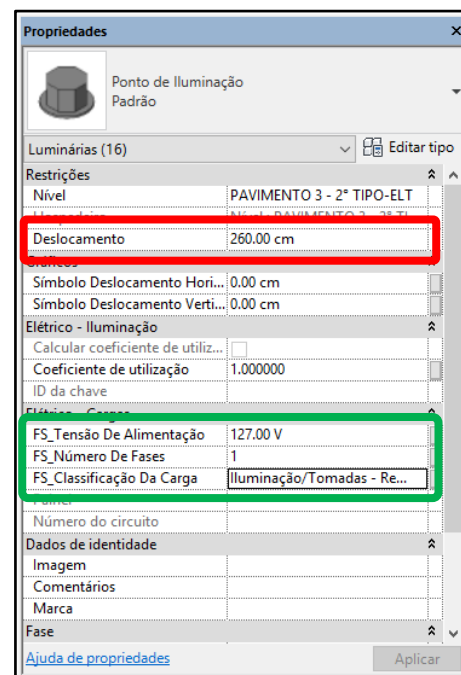 Propriedades
Ponto de Iluminação
Padrão
Luminárias (16) Editar tipo
Restrições
Nível PAVIMENTO 3 - 2° TIPO-ELT
Deslocamento 260.00 cm
Símbolo Deslocamento Hori... 0.00 cm
Símbolo Deslocamento Verti... 0.00 cm
Elétrico - Iluminação
Calcular coeficiente de utiliz...
Coeficiente de utilização 1.000000
ID da chave
Elétrico - Cargas
FS_Tensão De Alimentação 127.00 V
FS_Número De Fases 1
FS_Classificação Da Carga Iluminação/Tomadas - Re...
Número do circuito
Dados de identidade
Imagem
Comentários
Marca
Fase
Ajuda de propriedades Aplicar